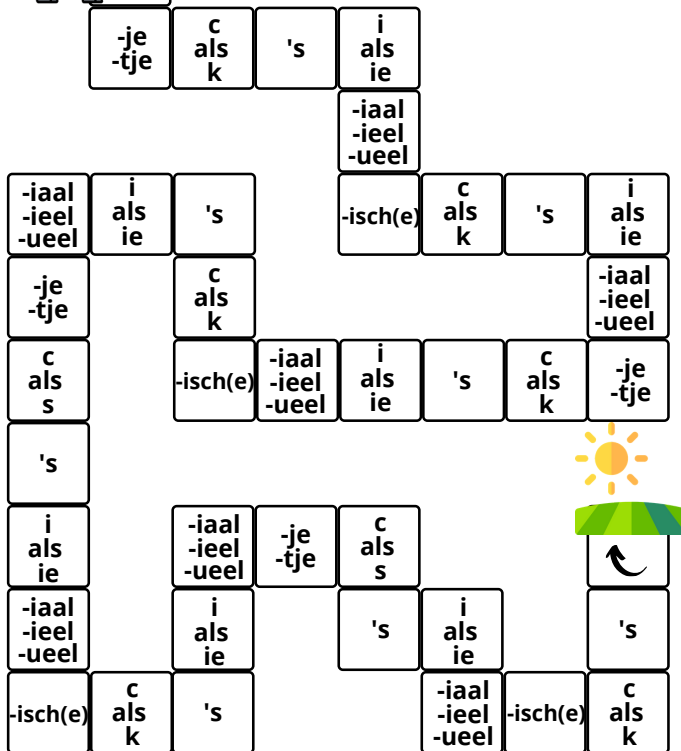 -je
-tje
c
als
k
's
i
als
ie
-iaal
-ieel
-ueel
-iaal
-ieel
-ueel
i
als
ie
's
-isch(e)
c
als
k
's
i
als
ie
-je
-tje
c
als
k
-iaal
-ieel
-ueel
c
als
s
-isch(e)
-iaal
-ieel
-ueel
i
als
ie
's
c
als
k
-je
-tje
's
i
als
ie
-iaal
-ieel
-ueel
-je
-tje
c
als
s
-iaal
-ieel
-ueel
i
als
ie
's
i
als
ie
's
-isch(e)
c
als
k
's
-iaal
-ieel
-ueel
-isch(e)
c
als
k